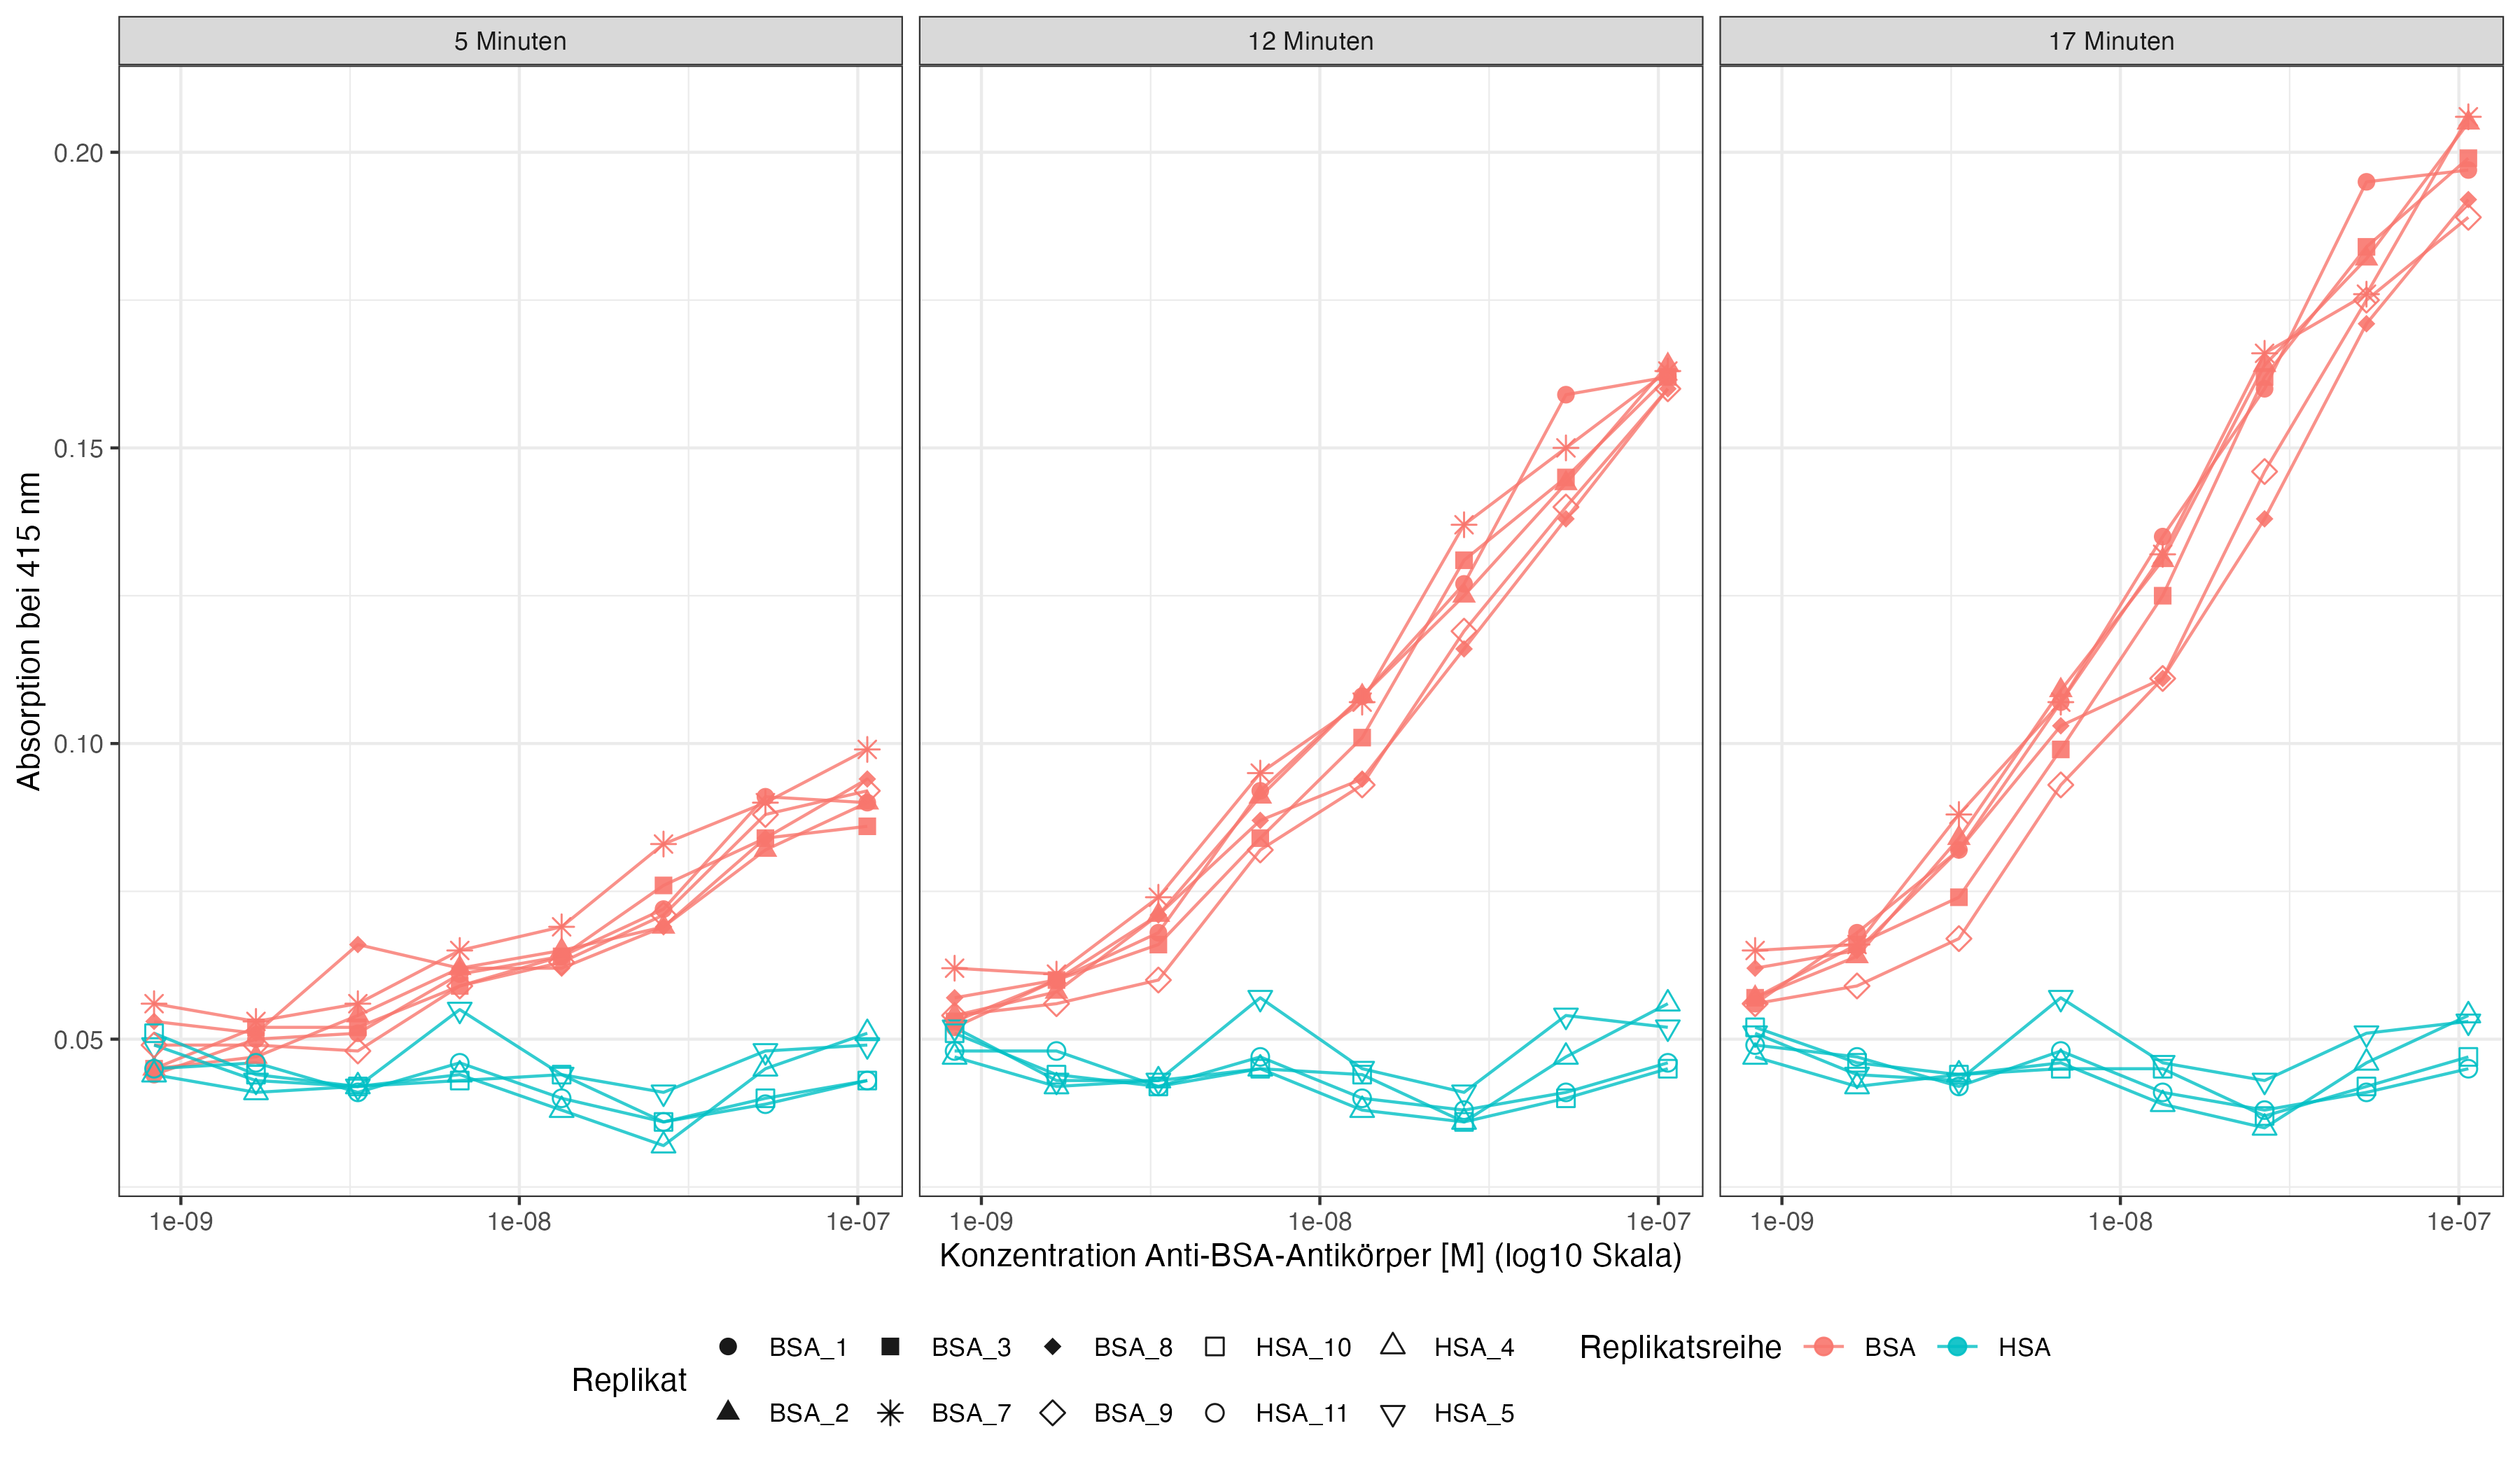 5 Minuten
12 Minuten
17 Minuten
Absorption bei 415 nm
0.20
0.15
0.10
0.05
1e-09
1e-08
1e-07
1e-09
1e-08
1e-07
1e-09
1e-08
1e-07
Konzentration Anti-BSA-Antikörper [M] (log10 Skala)
Replikat
BSA_1
BSA_3
BSA_8
HSA_10
HSA_4
BSA_2
BSA_7
BSA_9
HSA_11
HSA_5
Replikatsreihe
BSA
HSA